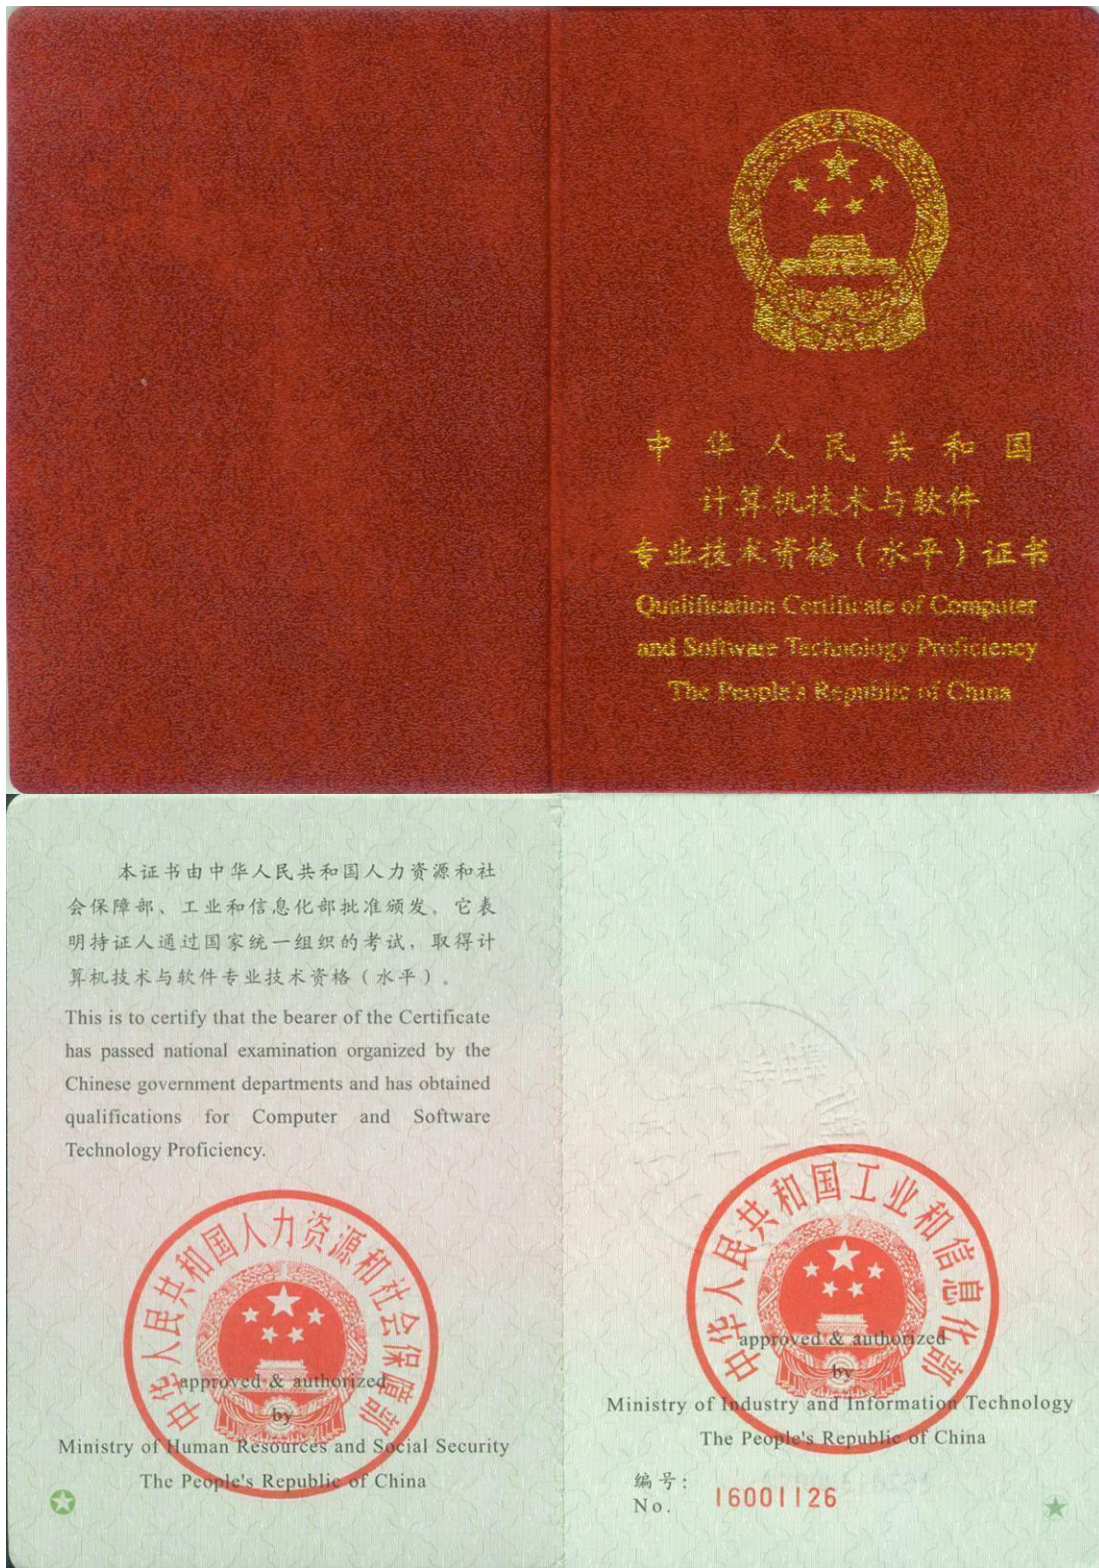 中华人民共和国
计算机技术与软件
专业技术资格（水平）证书
Qualification Certificate of Computer
and Software Technology Proficiency
The People's Republic of China
本证书由中华人民共和国人力资源和社
会保障部、工业和信息化部批准颁发。它表
明持证人通过国家统一组织的考试，取得计
算机技术与软件专业技术资格（水平）。
This is to certify that the bearer of the Certificate
has passed national examination organized by the
Chinese government departments and has obtained
qualifications for Computer and Software
Technology Proficiency.
中华人民共和国人力资源和社会保障部
approved & authorized
by
Ministry of Human Resources and Social Security
The People's Republic of China
中华人民共和国工业和信息化部
approved & authorized
by
Ministry of Industry and Information Technology
The People's Republic of China
编号：
No. 16001126